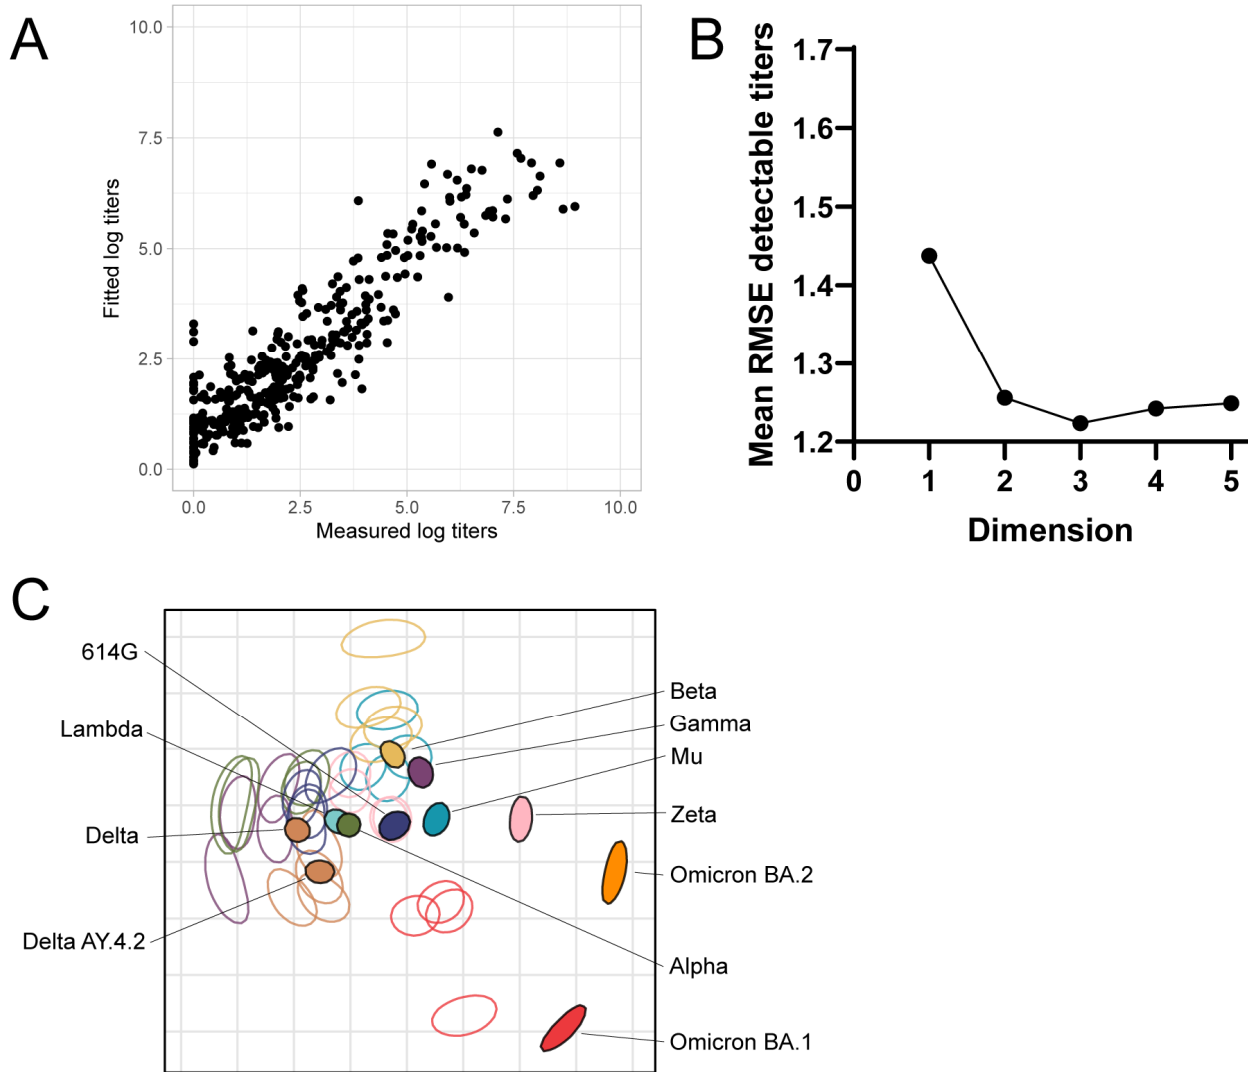 A
10.0
7.5
5.0
2.5
0.0
Fitted log titers
0.0 2.5 5.0 7.5 10.0
Measured log titers
B
1.7
1.6
1.5
1.4
1.3
1.2
Mean RMSE detectable titers
0 1 2 3 4 5
Dimension
C
614G
Lambda
Delta
Delta AY.4.2
Beta
Gamma
Mu
Zeta
Omicron BA.2
Alpha
Omicron BA.1